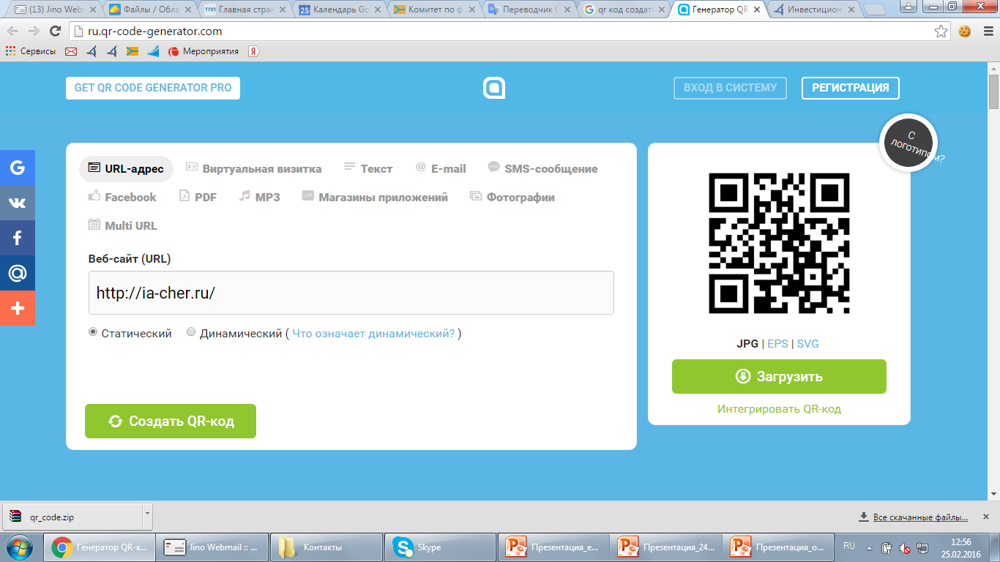 (13) Jino Webm
Файлы / Обла
Главная стран
Календарь Go
Комитет по ф
Переводчик G
qr код создат
Генератор QR
Инвестицион
ru.qr-code-generator.com
Сервисы
Мероприятия
GET QR CODE GENERATOR PRO
ВХОД В СИСТЕМУ
РЕГИСТРАЦИЯ
С
ЛОГОТИПОМ?
URL-адрес
Виртуальная визитка
Текст
E-mail
SMS-сообщение
Facebook
PDF
MP3
Магазины приложений
Фотографии
Multi URL
Веб-сайт (URL)
http://ia-cher.ru/
Статический
Динамический ( Что означает динамический? )
Создать QR-код
JPG | EPS | SVG
Загрузить
Интегрировать QR-код
qr_code.zip
Все скачанные файлы...
Генератор QR-к...
Jino Webmail :: ...
Контакты
Skype
Презентация_е...
Презентация_24...
Презентация_о...
RU
12:56
25.02.2016